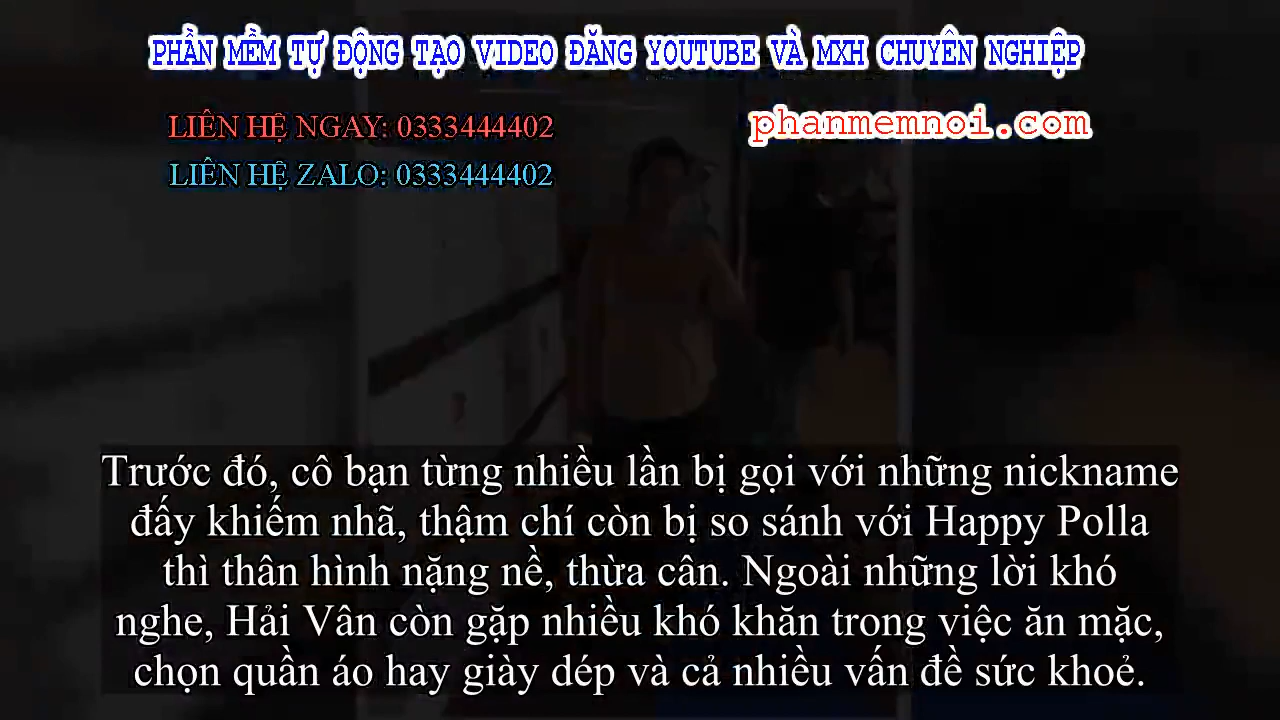 PHẦN MỀM TỰ ĐỘNG TẠO VIDEO ĐĂNG YOUTUBE VÀ MXH CHUYÊN NGHIỆP
LIÊN HỆ NGAY: 0333444402
phanmemnoi.com
LIÊN HỆ ZALO: 0333444402
Trước đó, cô bạn từng nhiều lần bị gọi với những nickname
đấy khiếm nhã, thậm chí còn bị so sánh với Happy Polla
thì thân hình nặng nề, thừa cân. Ngoài những lời khó
nghe, Hải Vân còn gặp nhiều khó khăn trong việc ăn mặc,
chọn quần áo hay giày dép và cả nhiều vấn đề sức khoẻ.